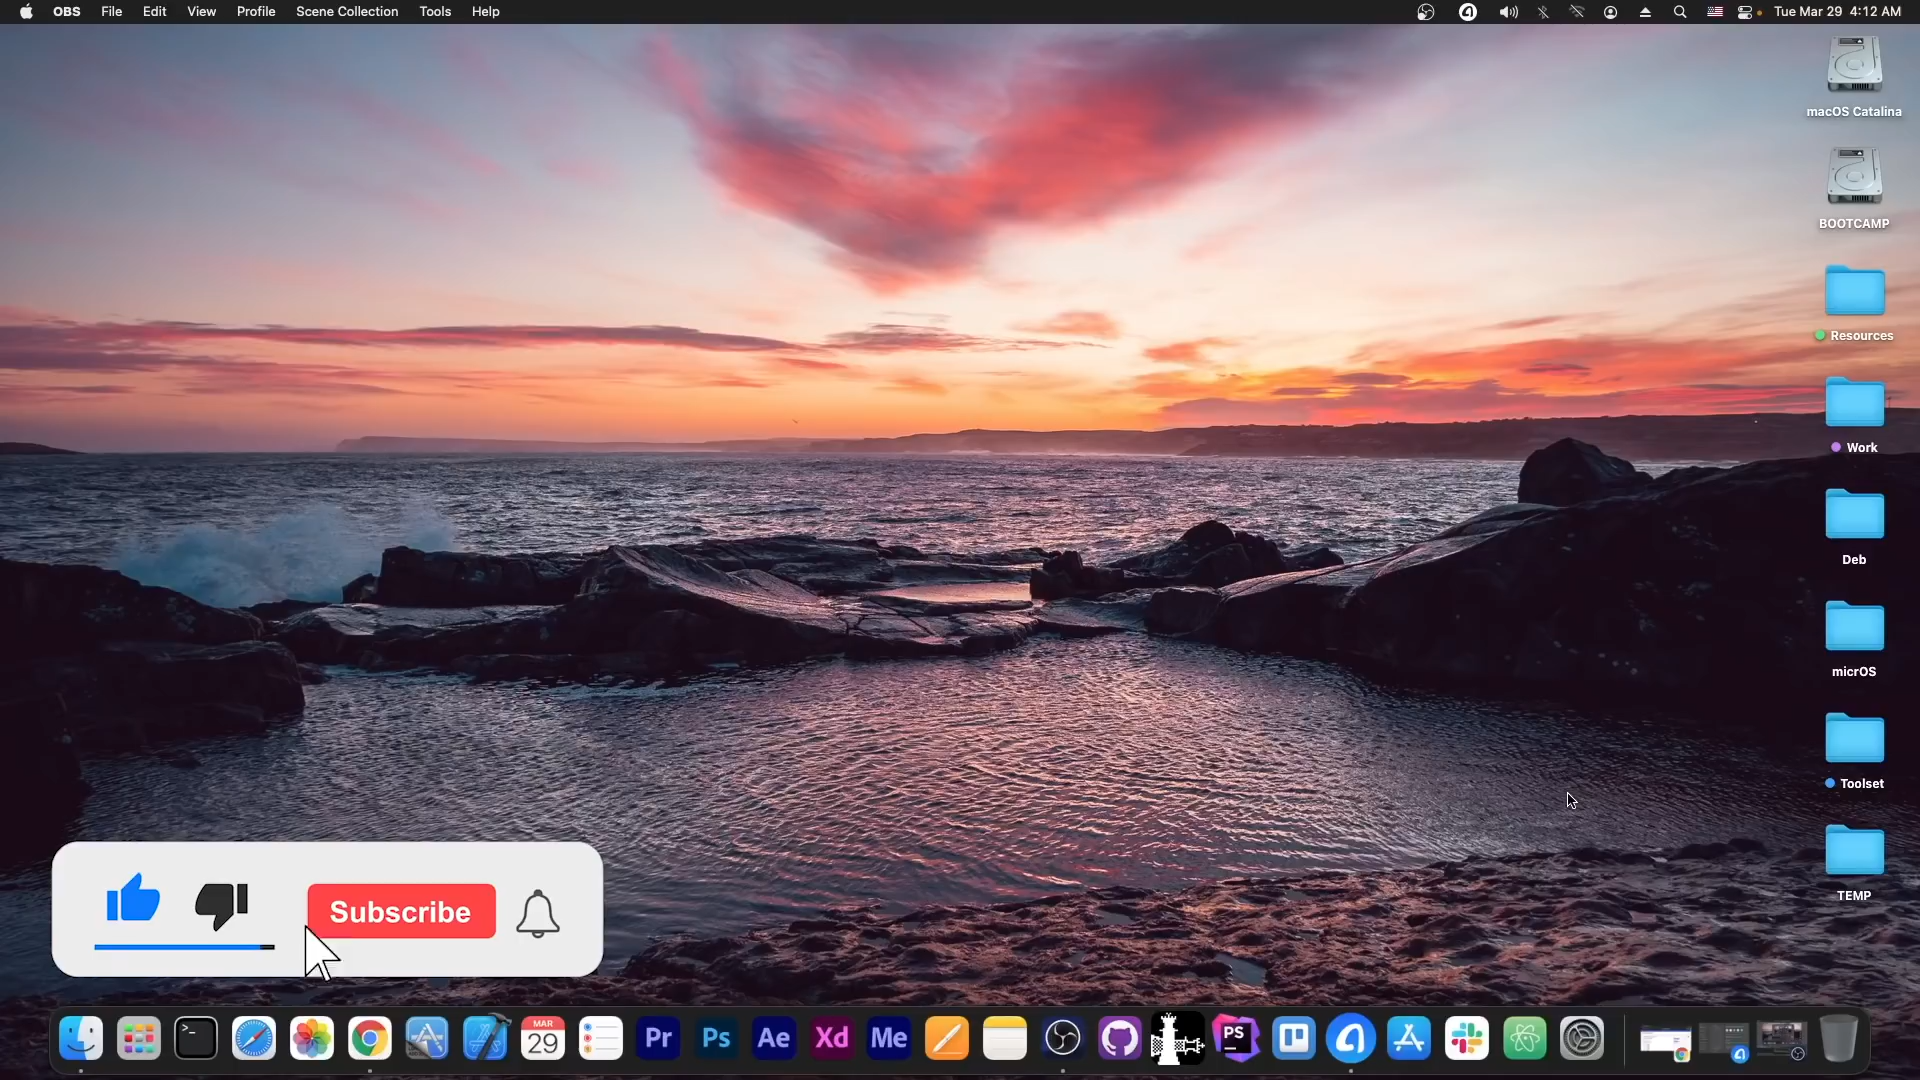 OBS File Edit View Profile Scene Collection Tools Help Tue Mar 29 4:12 AM
macOS Catalina
BOOTCAMP
Resources
Work
Deb
micrOS
Toolset
TEMP
Subscribe
>_ MAR 29 Pr Ps Ae Xd Me PS